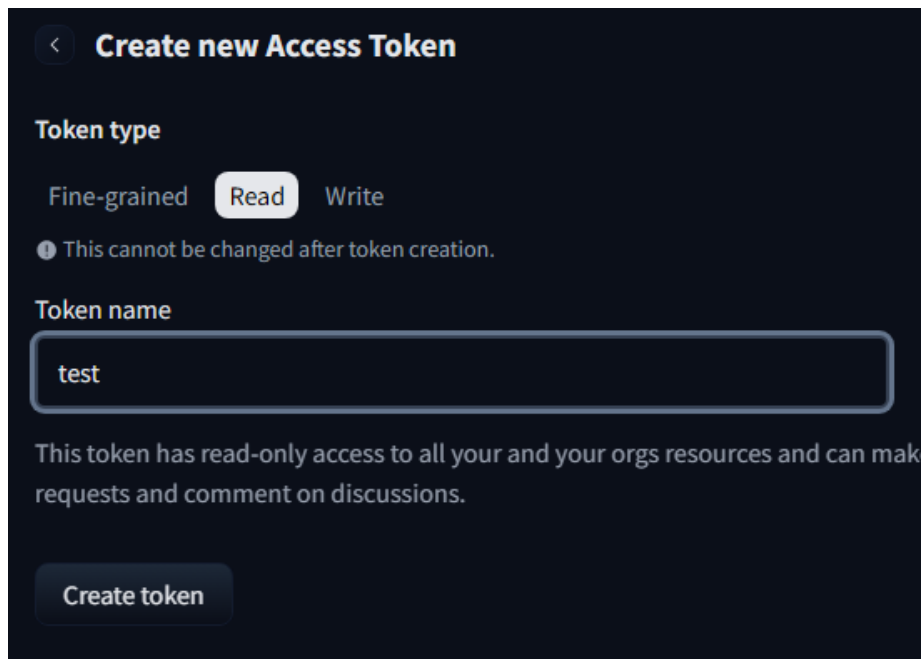 Create new Access Token
Token type
Fine-grained Read Write
This cannot be changed after token creation.
Token name
test
This token has read-only access to all your and your orgs resources and can
requests and comment on discussions.
Create token